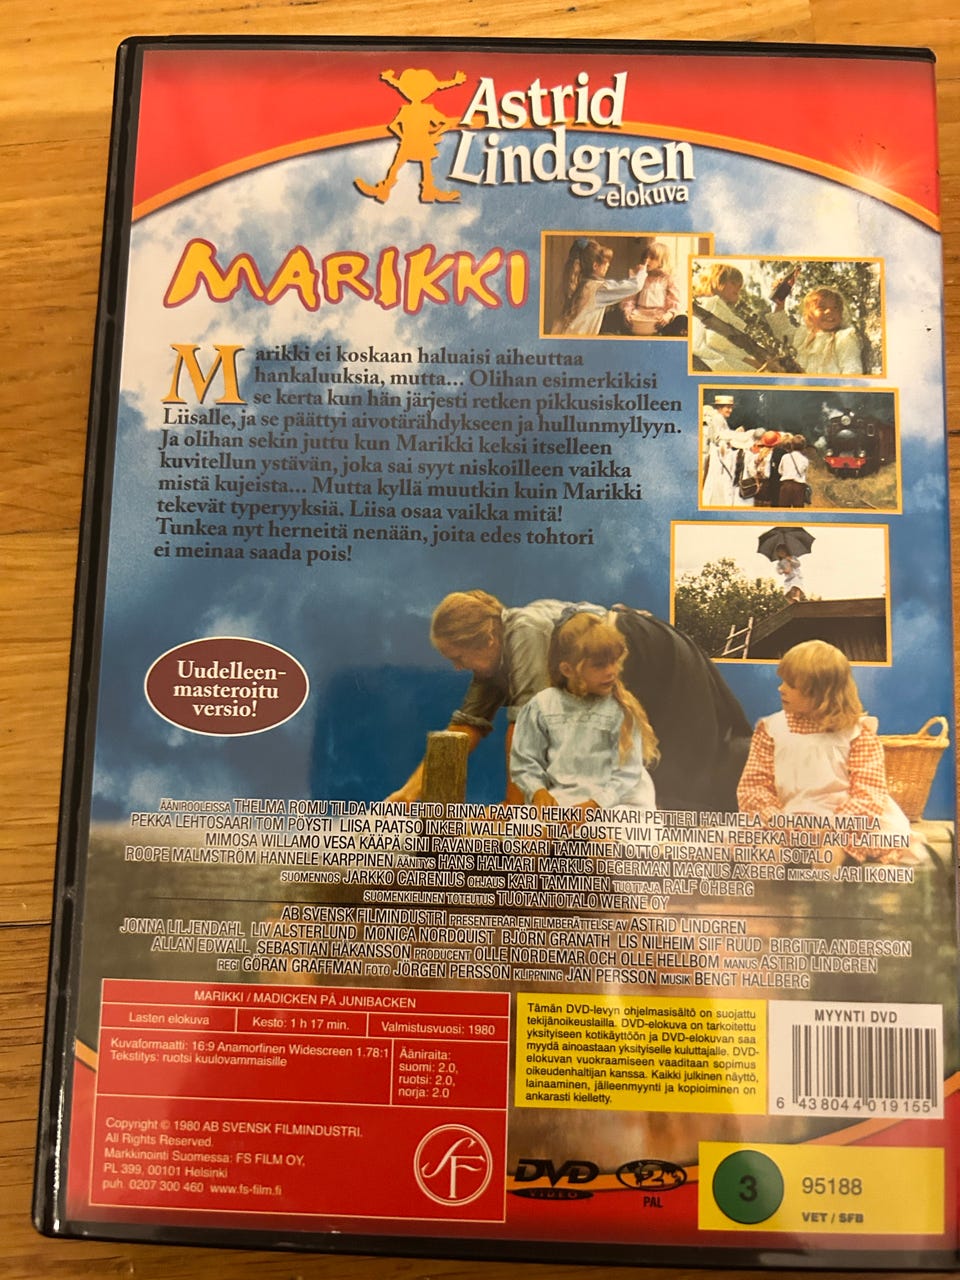 Astrid
Lindgren
-elokuva
MARIKKI
Marikki ei koskaan haluaisi aiheuttaa
hankaluuksia, mutta... Olihan esimerkikisi
se kerta kun hän järjesti retken pikkusiskolleen
Liisalle, ja se päättyi aivotärähdykseen ja hullunmyllyyn.
Ja olihan sekin juttu kun Marikki keksi itselleen
kuvitellun ystävän, joka sai syyt niskoilleen vaikka
mistä kujeista... Mutta kyllä muutkin kuin Marikki
tekevät typeryyksiä. Liisa osaa vaikka mitä!
Tunkea nyt herneitä nenään, joita edes tohtori
ei meinaa saada pois!
Uudelleen-
masteroitu
versio!
ÄÄNIROOLEISSA THELMA ROMU TILDA KIIANLEHTO RINNA PAATSO HEIKKI SANKARI PETTERI HALMELA, JOHANNA MATILA
PEKKA LEHTOSAARI TOM PÖYSTI LIISA PAATSO INKERI WALLENIUS TIIA LOUSTE VIIVI TAMMINEN REBEKKA HOLI AKU LAITINEN
MIMOSA WILLAMO VESA KÄÄPÄ SINI RAVANDER OSKARI TAMMINEN OTTO PIISPANEN RIIKKA ISOTALO
ROOPE MALMSTRÖM HANNELE KARPPINEN ÄÄNITYS HANS HALMARI MARKUS DEGERMAN MAGNUS AXBERG MIKSAUS JARI IKONEN
SUOMENNOS JARKKO CAIRENIUS OHJAUS KARI TAMMINEN TUOTTAJA RALF ÖHBERG
SUOMENKIELINEN TOTEUTUS TUOTANTOTALO WERNE OY
AB SVENSK FILMINDUSTRI PRESENTERAR EN FILMBERÄTTELSE AV ASTRID LINDGREN
JONNA LILJENDAHL LIV ALSTERLUND MONICA NORDQUIST BJÖRN GRANATH LIS NILHEIM SIIF RUUD BIRGITTA ANDERSSON
ALLAN EDWALL SEBASTIAN HÅKANSSON PRODUCENT OLLE NORDEMAR OCH OLLE HELLBOM MANUS ASTRID LINDGREN
REGI GÖRAN GRAFFMAN FOTO JÖRGEN PERSSON KLIPPNING JAN PERSSON MUSIK BENGT HALLBERG
MARIKKI / MADICKEN PÅ JUNIBACKEN
Lasten elokuva Kesto: 1 h 17 min. Valmistusvuosi: 1980
Kuvaformaatti: 16:9 Anamorfinen Widescreen 1.78:1
Tekstitys: ruotsi kuulovammaisille
Ääniraita:
suomi: 2.0,
ruotsi: 2.0,
norja: 2.0
Copyright © 1980 AB SVENSK FILMINDUSTRI.
All Rights Reserved.
Markkinointi Suomessa: FS FILM OY,
PL 399, 00101 Helsinki
puh 0207 300 460 www.fs-film.fi
SF
Tämän DVD-levyn ohjelmasisältö on suojattu
tekijänoikeuslailla. DVD-elokuva on tarkoitettu
yksityiseen kotikäyttöön ja DVD-elokuvan saa
myydä ainoastaan yksityiselle kuluttajalle. DVD-
elokuvan vuokraamiseen vaaditaan sopimus
oikeudenhaltijan kanssa. Kaikki julkinen näyttö,
lainaaminen, jälleenmyynti ja kopioiminen on
ankarasti kielletty.
MYYNTI DVD
6 438044 019155
DVD
VIDEO
2
PAL
3
95188
VET / SFB